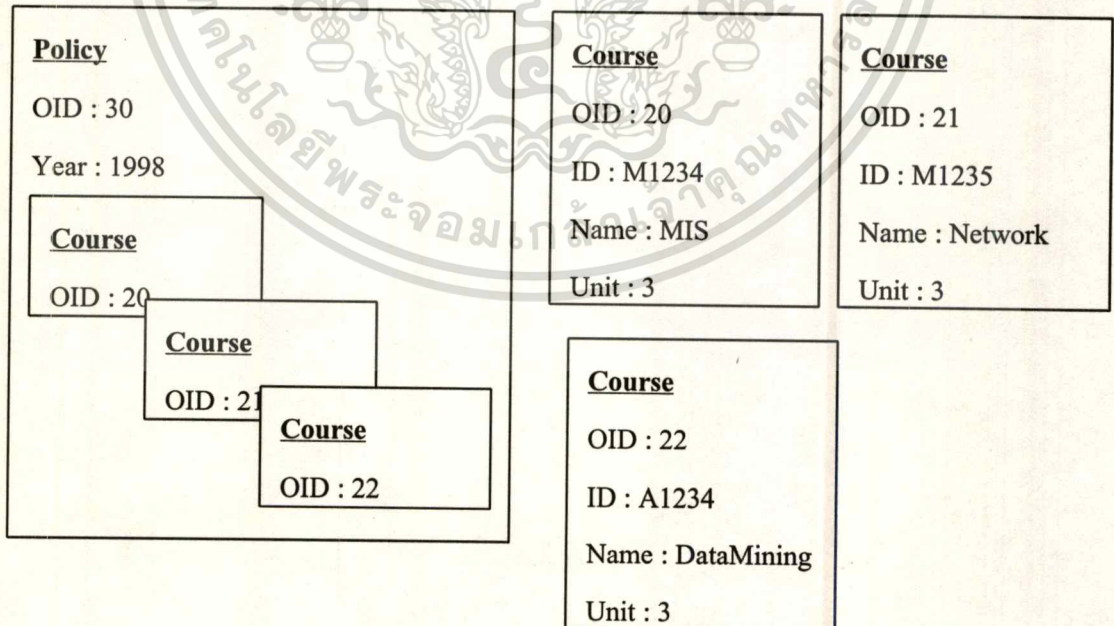 Policy
OID : 30
Year : 1998
Course
OID : 20
Course
OID : 21
Course
OID : 22
Course
OID : 20
ID : M1234
Name : MIS
Unit : 3
Course
OID : 21
ID : M1235
Name : Network
Unit : 3
Course
OID : 22
ID : A1234
Name : DataMining
Unit : 3